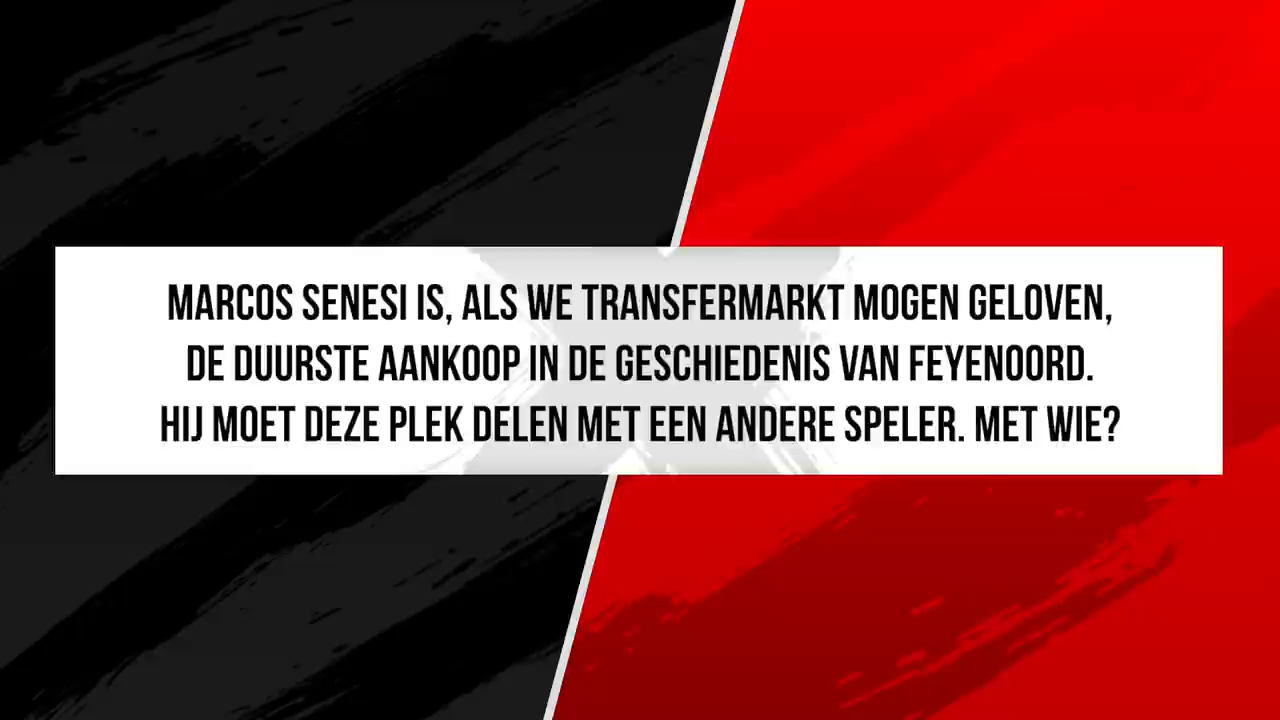 MARCOS SENESI IS, ALS WE TRANSFERMARKT MOGEN GELOVEN,
DE DUURSTE AANKOOP IN DE GESCHIEDENIS VAN FEYENOORD.
HIJ MOET DEZE PLEK DELEN MET EEN ANDERE SPELER. MET WIE?